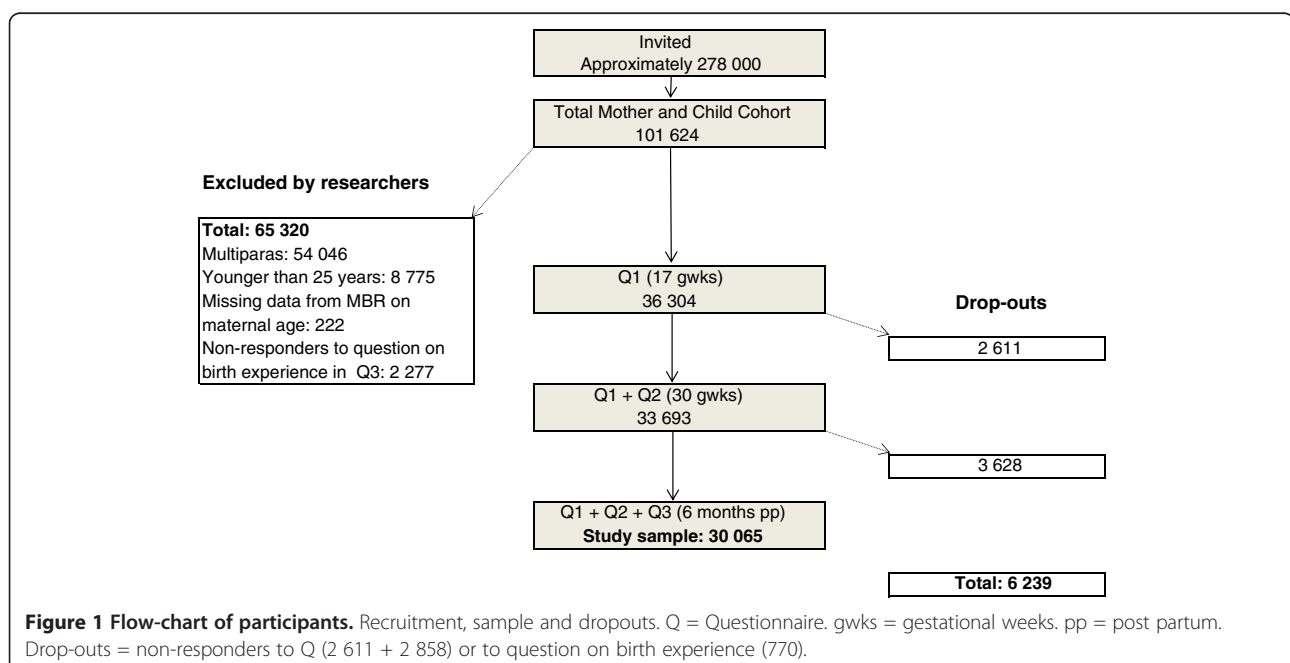 Invited
Approximately 278 000
Total Mother and Child Cohort
101 624
Excluded by researchers
Total: 65 320
Multiparas: 54 046
Younger than 25 years: 8 775
Missing data from MBR on
maternal age: 222
Non-responders to question on
birth experience in Q3: 2 277
Q1 (17 gwks)
36 304
Drop-outs
2 611
Q1 + Q2 (30 gwks)
33 693
3 628
Q1 + Q2 + Q3 (6 months pp)
Study sample: 30 065
Total: 6 239
Figure 1 Flow-chart of participants. Recruitment, sample and dropouts. Q = Questionnaire. gwks = gestational weeks. pp = post partum.
Drop-outs = non-responders to Q (2 611 + 2 858) or to question on birth experience (770).